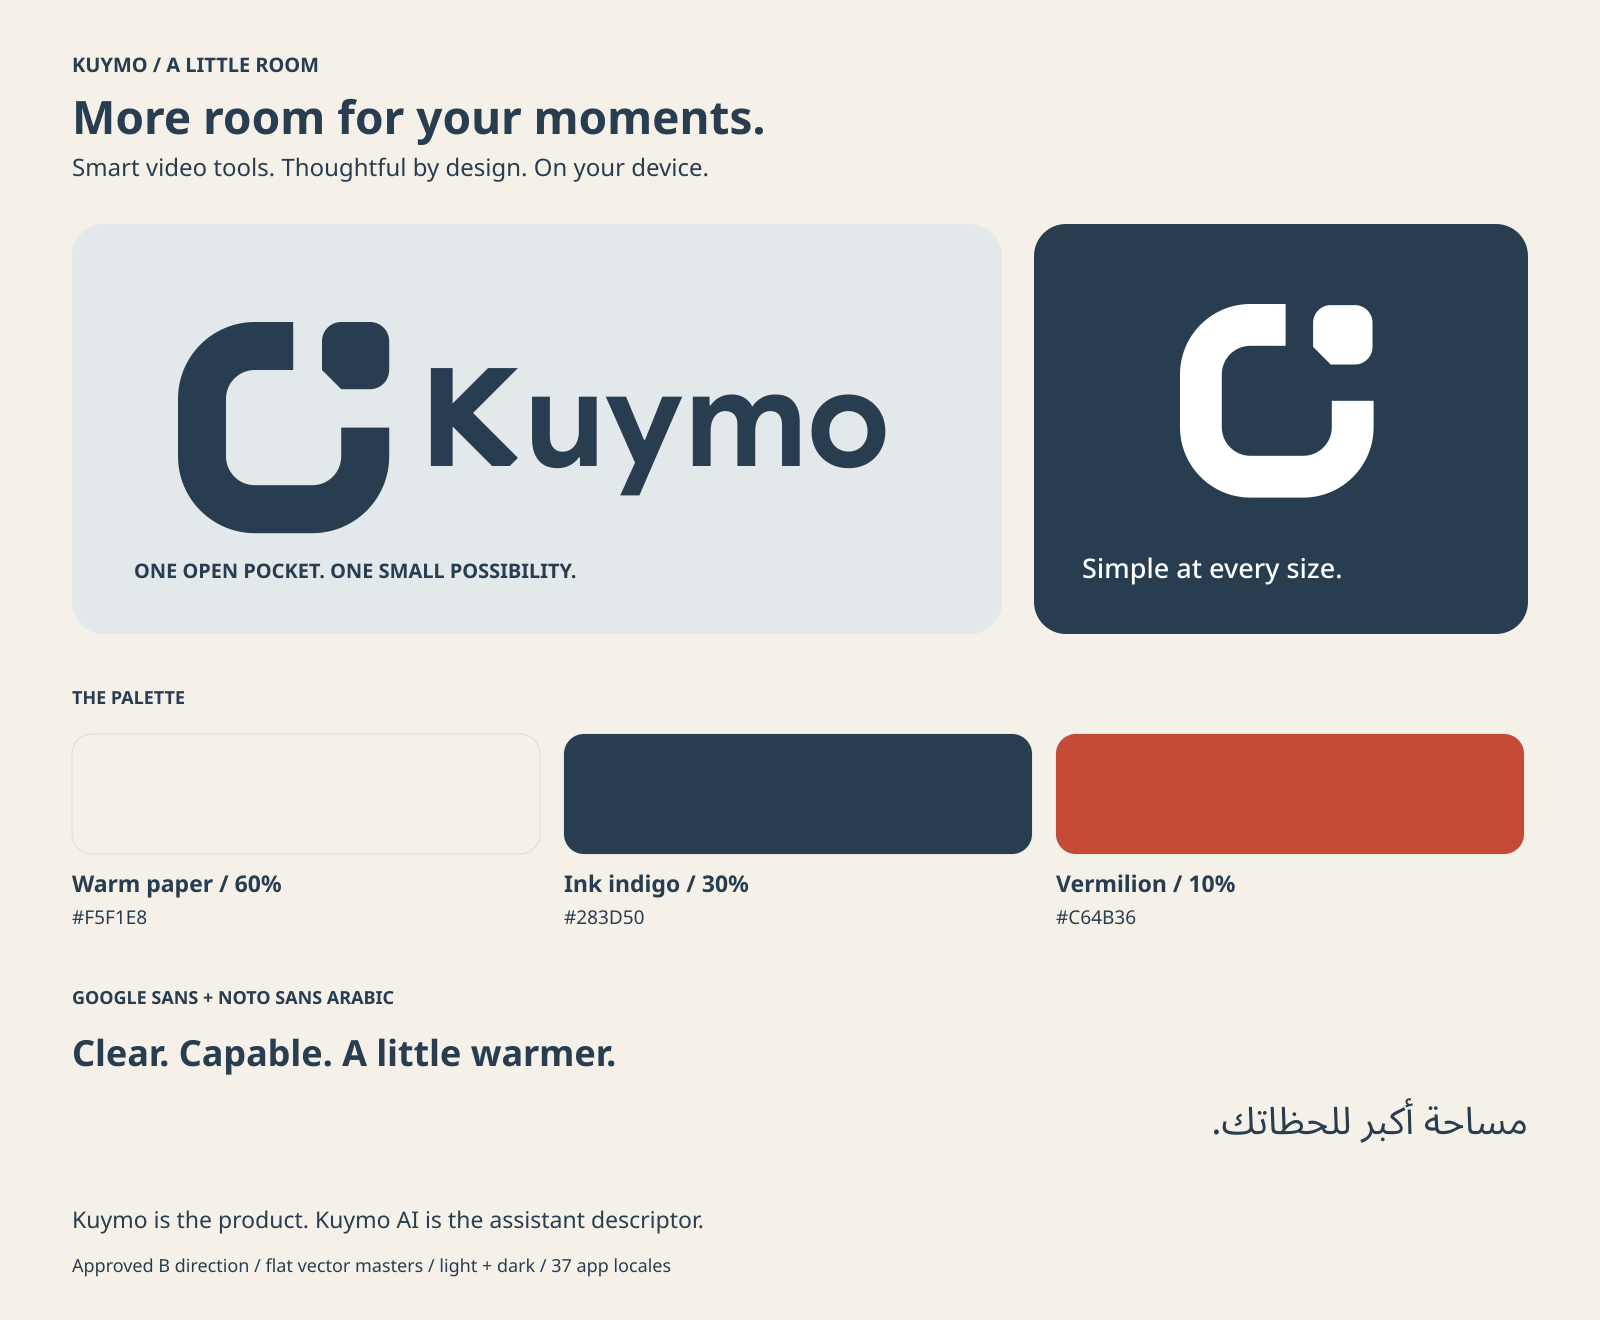 KUYMO / A LITTLE ROOM
More room for your moments.
Smart video tools. Thoughtful by design. On your device.
Kuymo
ONE OPEN POCKET. ONE SMALL POSSIBILITY.
Simple at every size.
THE PALETTE
Warm paper / 60%
#F5F1E8
Ink indigo / 30%
#283D50
Vermilion / 10%
#C64B36
GOOGLE SANS + NOTO SANS ARABIC
Clear. Capable. A little warmer.
مساحة أكبر للحظاتك.
Kuymo is the product. Kuymo AI is the assistant descriptor.
Approved B direction / flat vector masters / light + dark / 37 app locales